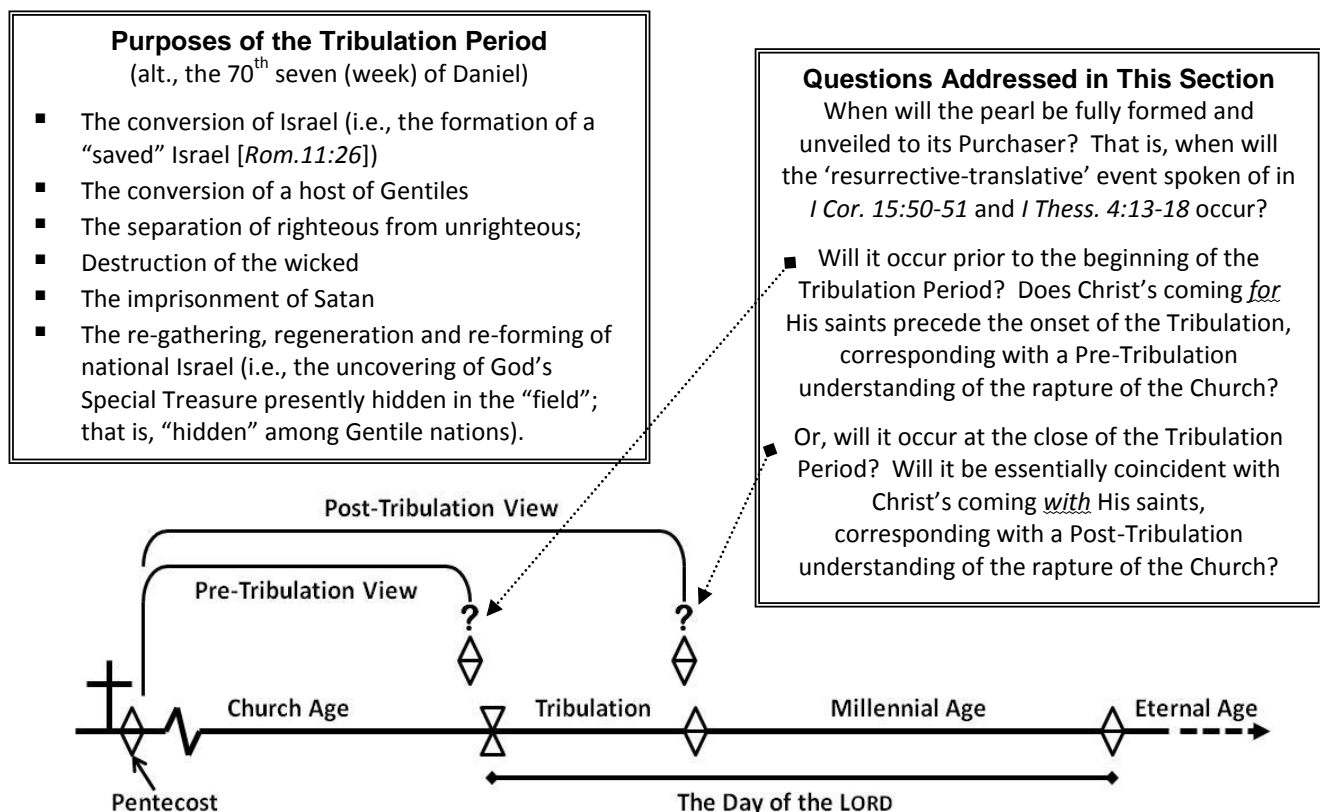 Purposes of the Tribulation Period
(alt., the 70th seven (week) of Daniel)
▪ The conversion of Israel (i.e., the formation of a
“saved” Israel [Rom.11:26])
▪ The conversion of a host of Gentiles
▪ The separation of righteous from unrighteous;
▪ Destruction of the wicked
▪ The imprisonment of Satan
▪ The re-gathering, regeneration and re-forming of
national Israel (i.e., the uncovering of God’s
Special Treasure presently hidden in the “field”;
that is, “hidden” among Gentile nations).
Questions Addressed in This Section
When will the pearl be fully formed and
unveiled to its Purchaser? That is, when will
the ‘resurrective-translative’ event spoken of in
I Cor. 15:50-51 and I Thess. 4:13-18 occur?
Will it occur prior to the beginning of the
Tribulation Period? Does Christ’s coming for
His saints precede the onset of the Tribulation,
corresponding with a Pre-Tribulation
understanding of the rapture of the Church?
Or, will it occur at the close of the Tribulation
Period? Will it be essentially coincident with
Christ’s coming with His saints,
corresponding with a Post-Tribulation
understanding of the rapture of the Church?
Post-Tribulation View
Pre-Tribulation View
? ?
Church Age Tribulation Millennial Age Eternal Age
Pentecost The Day of the LORD